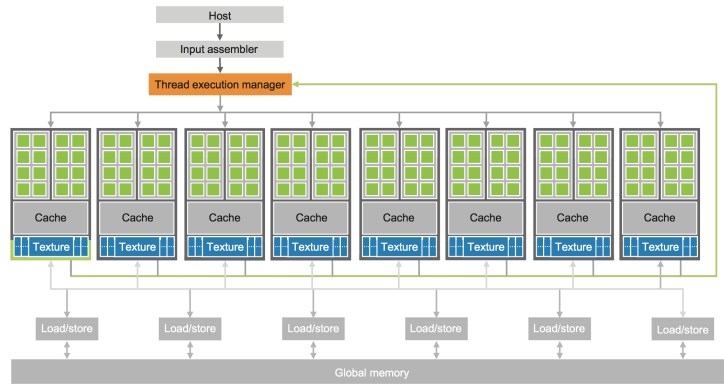 Host
Input assembler
Thread execution manager
Cache
Cache
Cache
Cache
Cache
Cache
Cache
Cache
Texture
Texture
Texture
Texture
Texture
Texture
Texture
Texture
Load/store
Load/store
Load/store
Load/store
Load/store
Load/store
Global memory